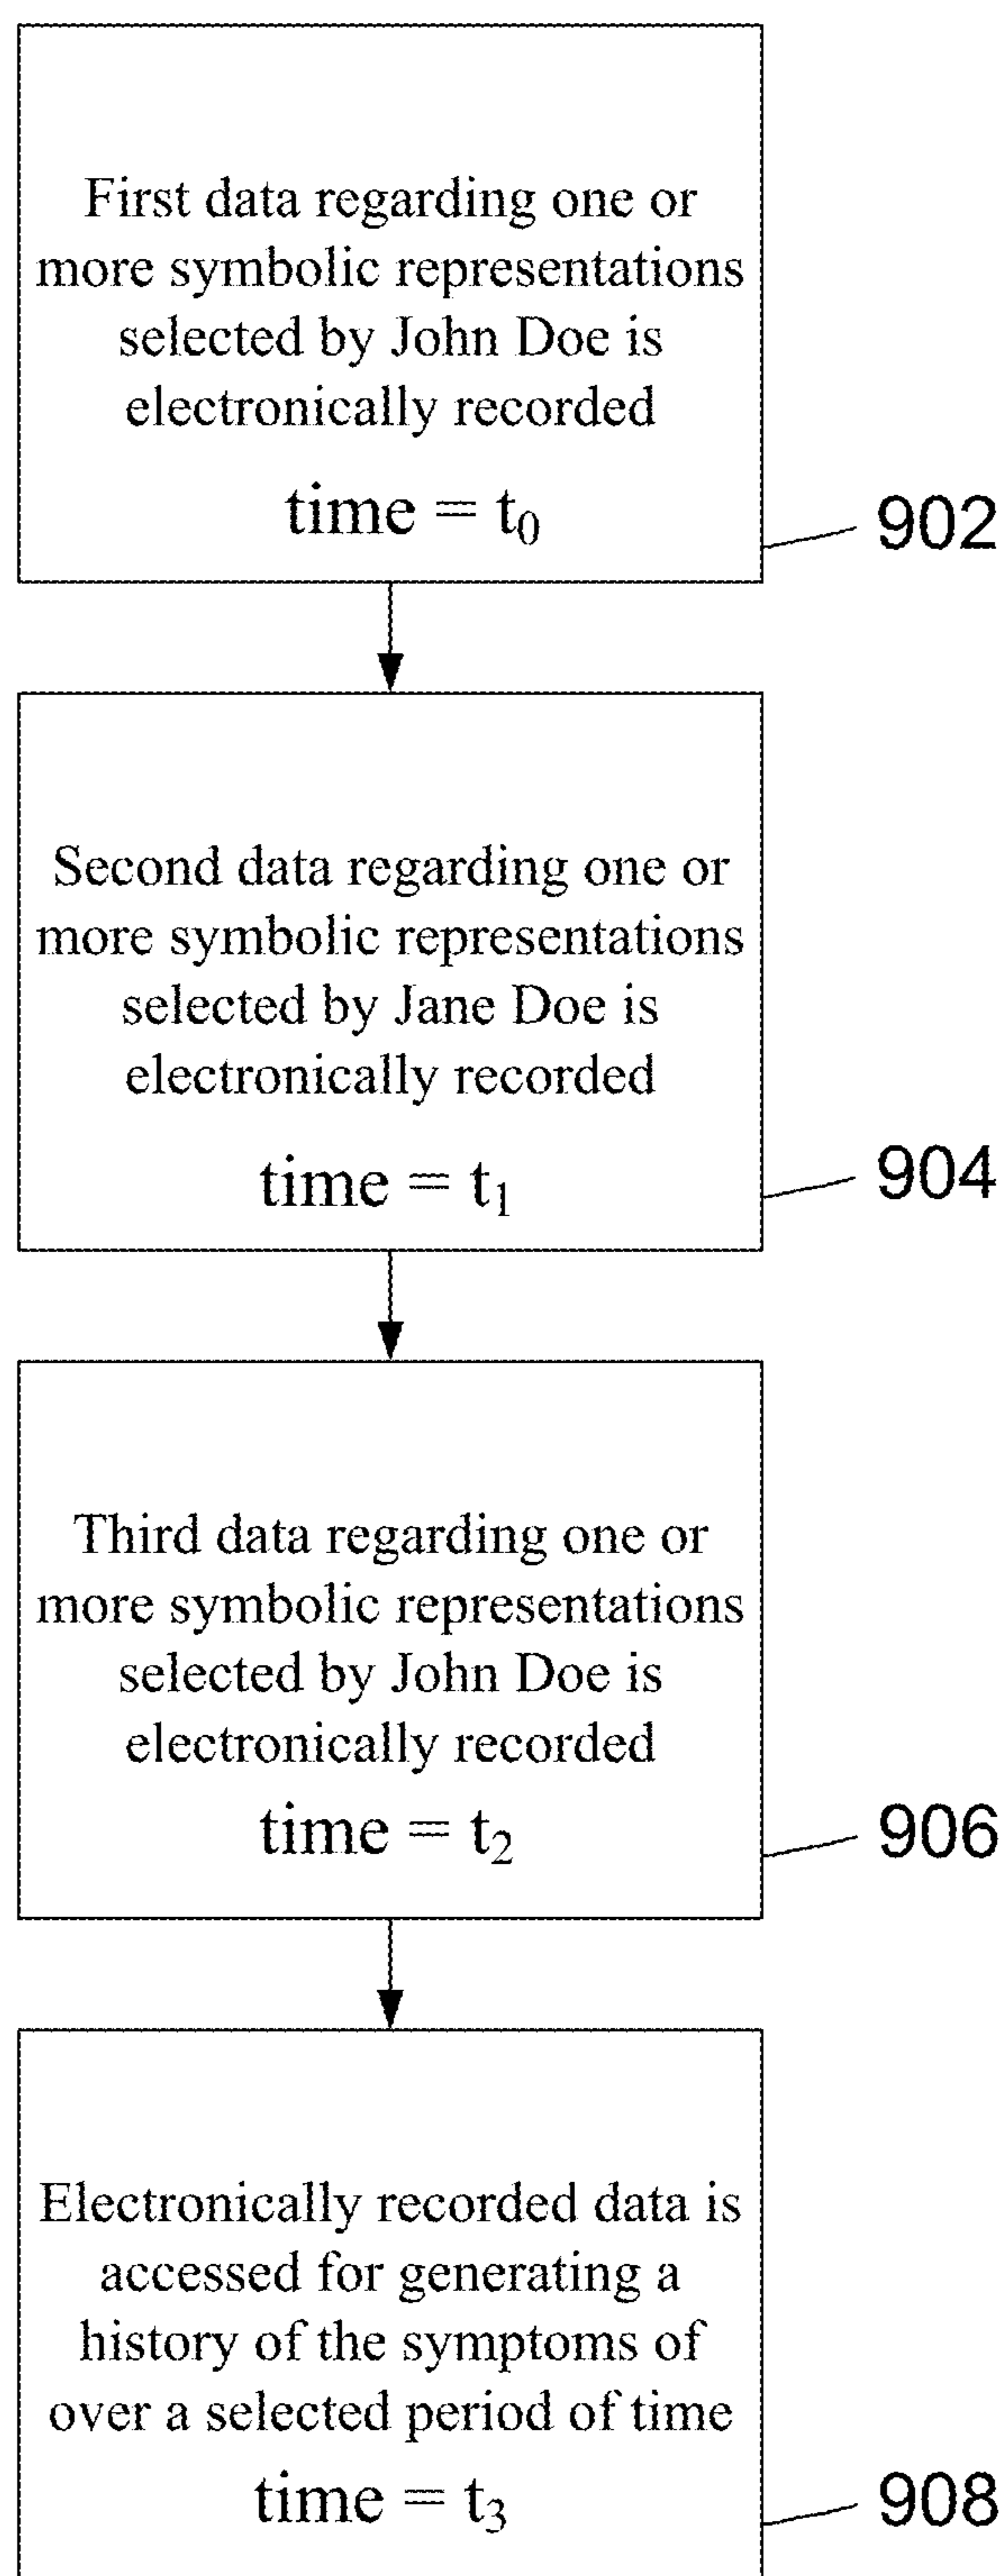 First data regarding one or
more symbolic representations
selected by John Doe is
electronically recorded
time = t₀
902
Second data regarding one or
more symbolic representations
selected by Jane Doe is
electronically recorded
time = t₁
904
Third data regarding one or
more symbolic representations
selected by John Doe is
electronically recorded
time = t₂
906
Electronically recorded data is
accessed for generating a
history of the symptoms of
over a selected period of time
time = t₃
908